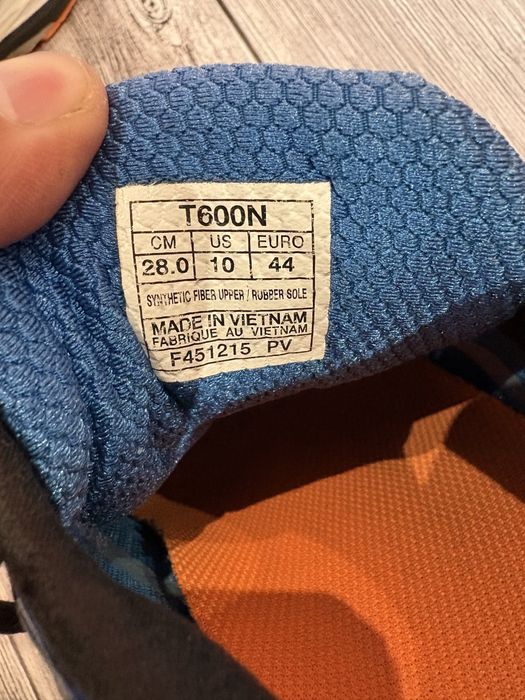 T600N
CM US EURO
28.0 10 44
SYNTHETIC FIBER UPPER / RUBBER SOLE
MADE IN VIETNAM
FABRIQUE AU VIETNAM
F451215 PV